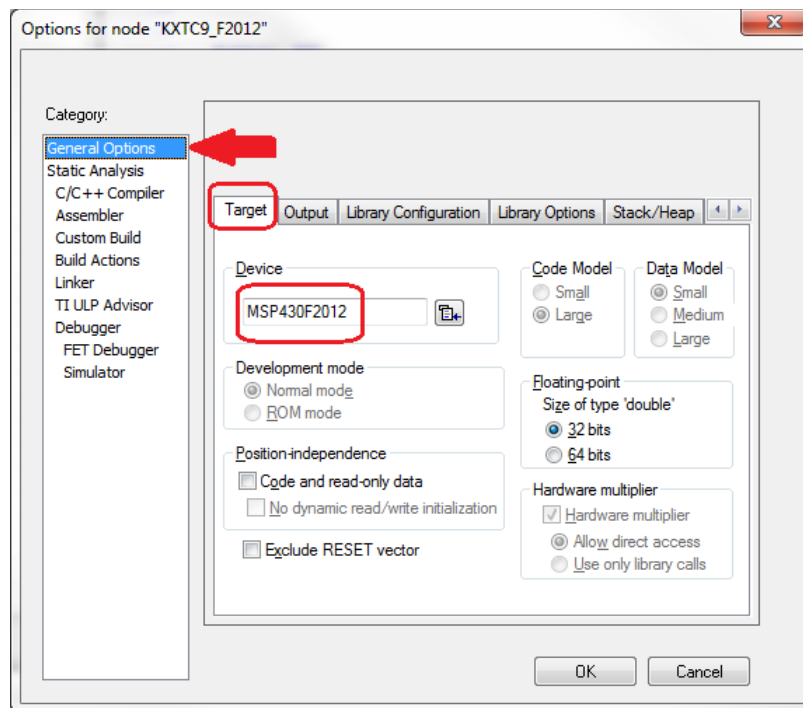 Options for node "KXTC9_F2012"
Category:
General Options
Static Analysis
C/C++ Compiler
Assembler
Custom Build
Build Actions
Linker
TI ULP Advisor
Debugger
FET Debugger
Simulator
Target Output Library Configuration Library Options Stack/Heap
Device
MSP430F2012
Development mode
Normal mode
ROM mode
Position-independence
Code and read-only data
No dynamic read/write initialization
Exclude RESET vector
Code Model
Small
Large
Data Model
Small
Medium
Large
Floating-point
Size of type 'double'
32 bits
64 bits
Hardware multiplier
Hardware multiplier
Allow direct access
Use only library calls
OK Cancel